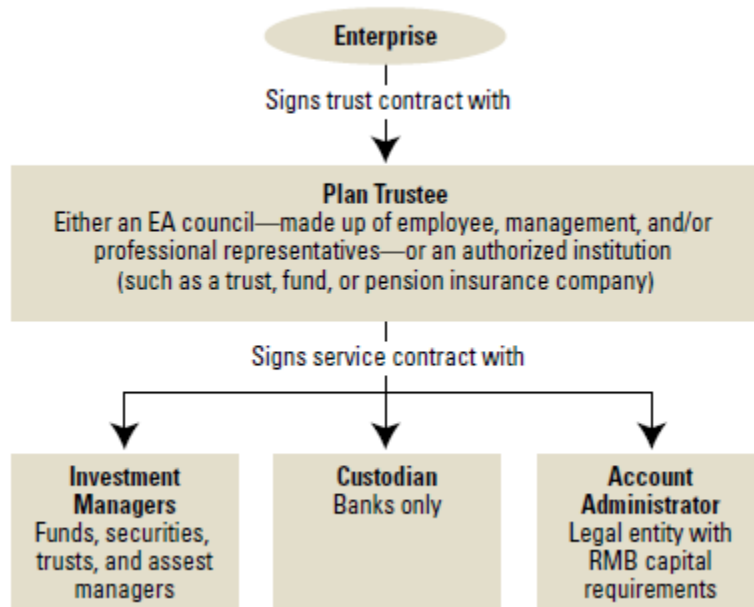 Enterprise
Signs trust contract with
Plan Trustee
Either an EA council—made up of employee, management, and/or
professional representatives—or an authorized institution
(such as a trust, fund, or pension insurance company)
Signs service contract with
Investment
Managers
Funds, securities,
trusts, and assest
managers
Custodian
Banks only
Account
Administrator
Legal entity with
RMB capital
requirements